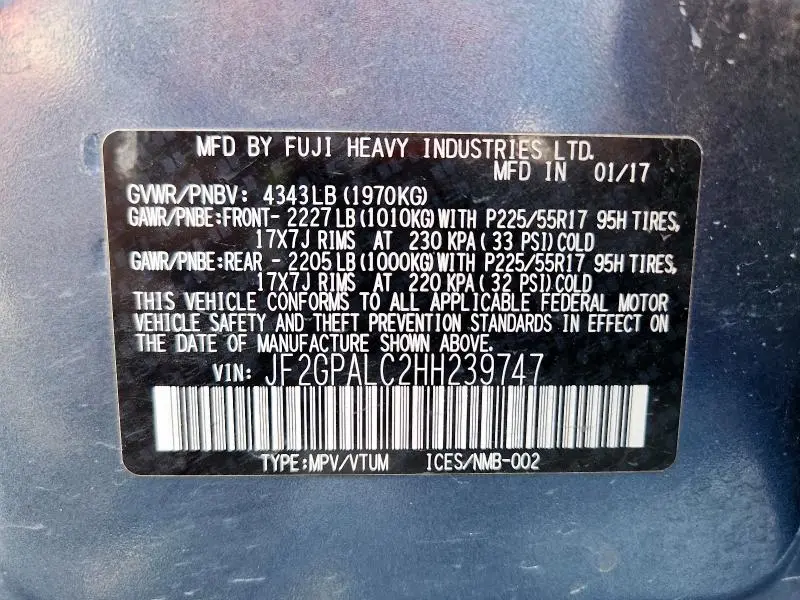 MFD BY FUJI HEAVY INDUSTRIES LTD.
MFD IN 01/17
GVWR/PNBV: 4343LB (1970KG)
GAWR/PNBE:FRONT- 2227LB (1010KG) WITH P225/55R17 95H TIRES,
17X7J RIMS AT 230 KPA( 33 PSI) COLD
GAWR/PNBE:REAR - 2205LB (1000KG) WITH P225/55R17 95H TIRES,
17X7J RIMS AT 220 KPA( 32 PSI) COLD
THIS VEHICLE CONFORMS TO ALL APPLICABLE FEDERAL MOTOR
VEHICLE SAFETY AND THEFT PREVENTION STANDARDS IN EFFECT ON
THE DATE OF MANUFACTURE SHOWN ABOVE.
VIN: JF2GPALC2HH239747
TYPE:MPV/VTUM ICES/NMB-002